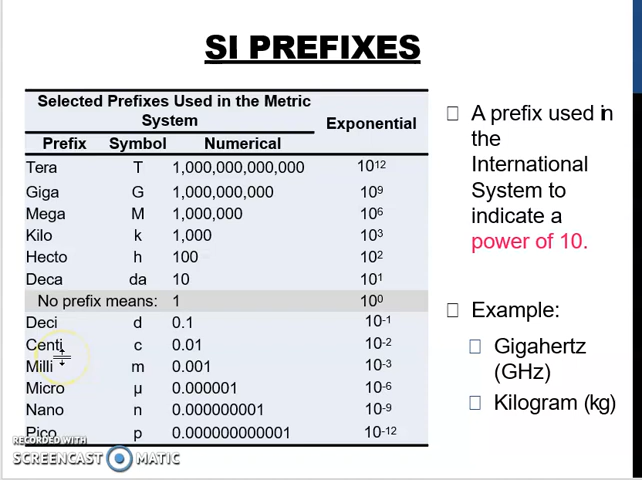 SI PREFIXES
Selected Prefixes Used in the Metric
System
Exponential
Prefix Symbol Numerical
Tera T 1,000,000,000,000 10¹²
Giga G 1,000,000,000 10⁹
Mega M 1,000,000 10⁶
Kilo k 1,000 10³
Hecto h 100 10²
Deca da 10 10¹
No prefix means: 1 10⁰
Deci d 0.1 10⁻¹
Centi c 0.01 10⁻²
Milli m 0.001 10⁻³
Micro μ 0.000001 10⁻⁶
Nano n 0.000000001 10⁻⁹
Pico p 0.000000000001 10⁻¹²
A prefix used in
the
International
System to
indicate a
power of 10.
Example:
Gigahertz
(GHz)
Kilogram (kg)
RECORDED WITH
SCREENCAST MATIC